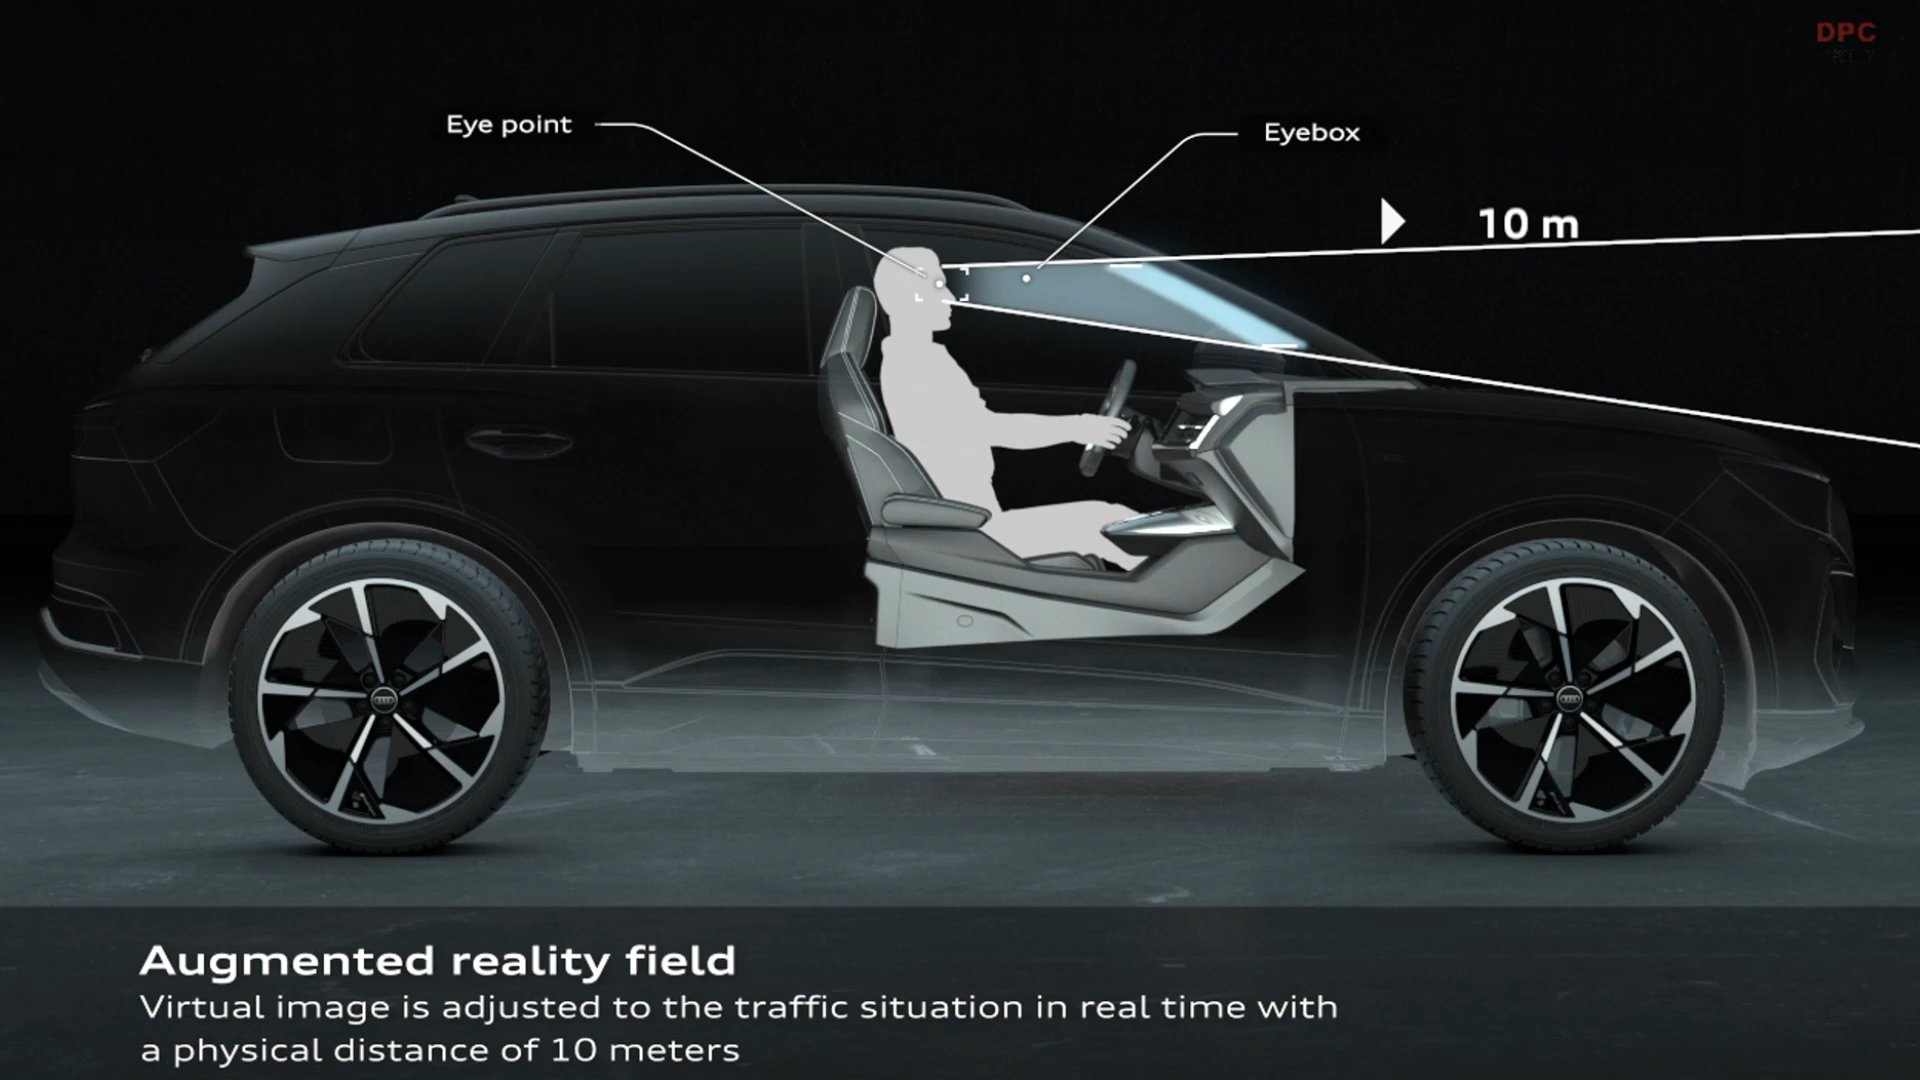 DPC
Eye point
Eyebox
10 m
Augmented reality field
Virtual image is adjusted to the traffic situation in real time with
a physical distance of 10 meters